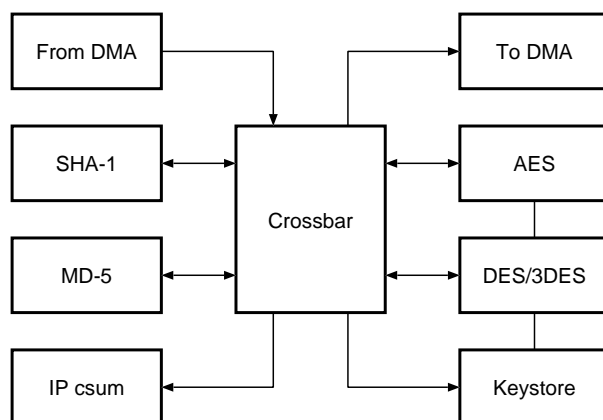 From DMA
To DMA
SHA-1
AES
Crossbar
MD-5
DES/3DES
IP csum
Keystore